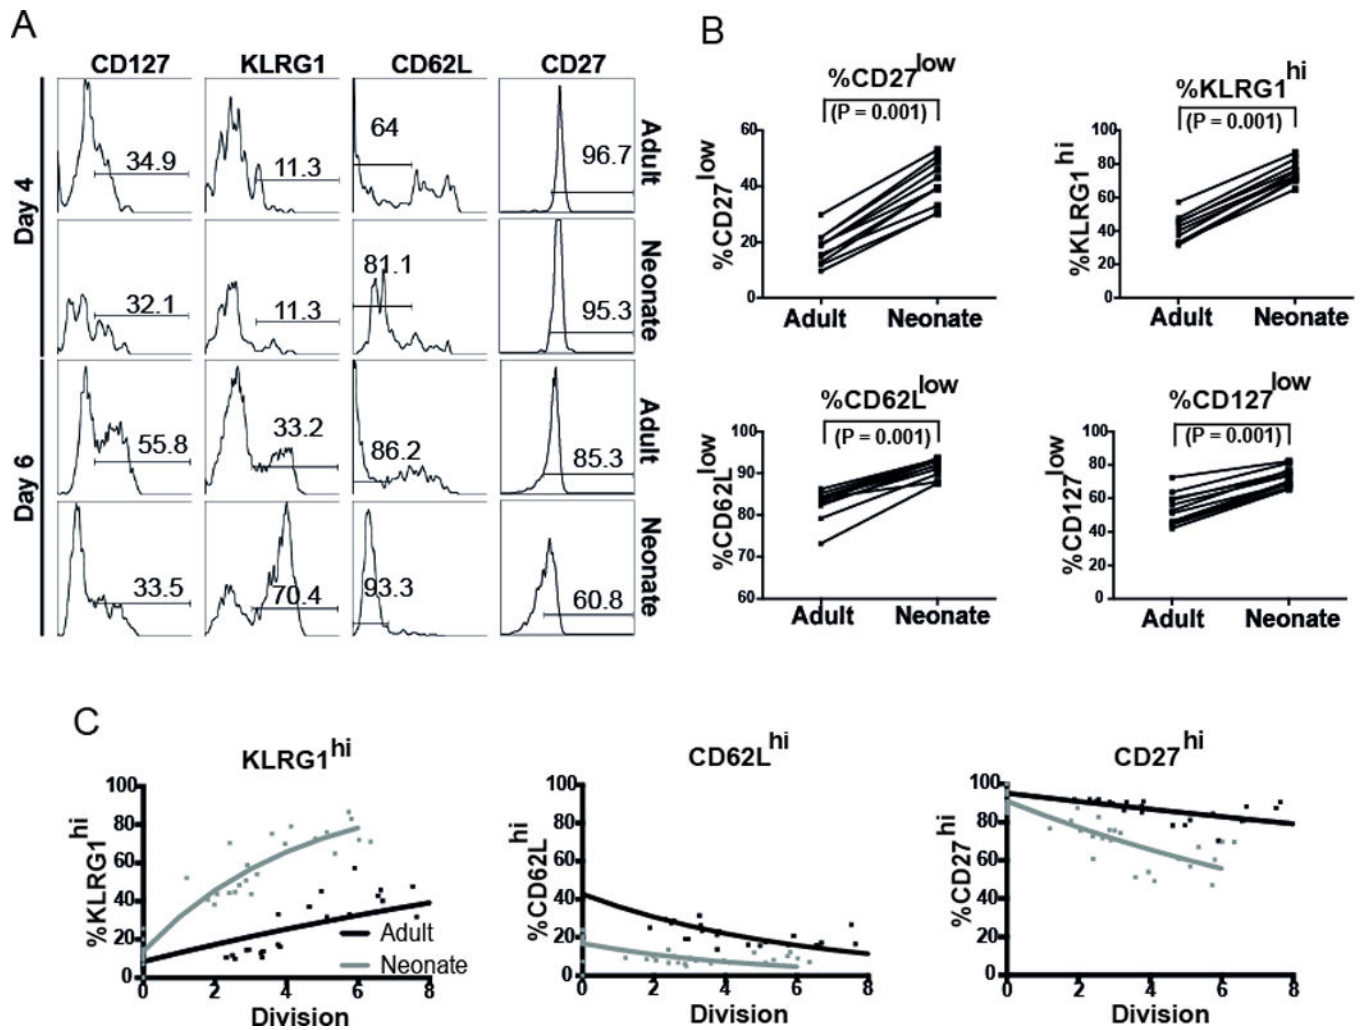 A
CD127 KLRG1 CD62L CD27
Day 4
34.9 11.3 64 96.7
Adult
32.1 11.3 81.1 95.3
Neonate
Day 6
55.8 33.2 86.2 85.3
Adult
33.5 70.4 93.3 60.8
Neonate
B
%CD27low
(P = 0.001)
%CD27low
60
40
20
0
Adult Neonate
%KLRG1hi
(P = 0.001)
%KLRG1hi
100
80
60
40
20
0
Adult Neonate
%CD62Llow
(P = 0.001)
%CD62Llow
100
90
80
70
60
Adult Neonate
%CD127low
(P = 0.001)
%CD127low
100
80
60
40
20
0
Adult Neonate
C
KLRG1hi
%KLRG1hi
100
80
60
40
20
0
0 2 4 6 8
Adult
Neonate
Division
CD62Lhi
%CD62Lhi
100
80
60
40
20
0
0 2 4 6 8
Division
CD27hi
%CD27hi
100
80
60
40
20
0
0 2 4 6 8
Division